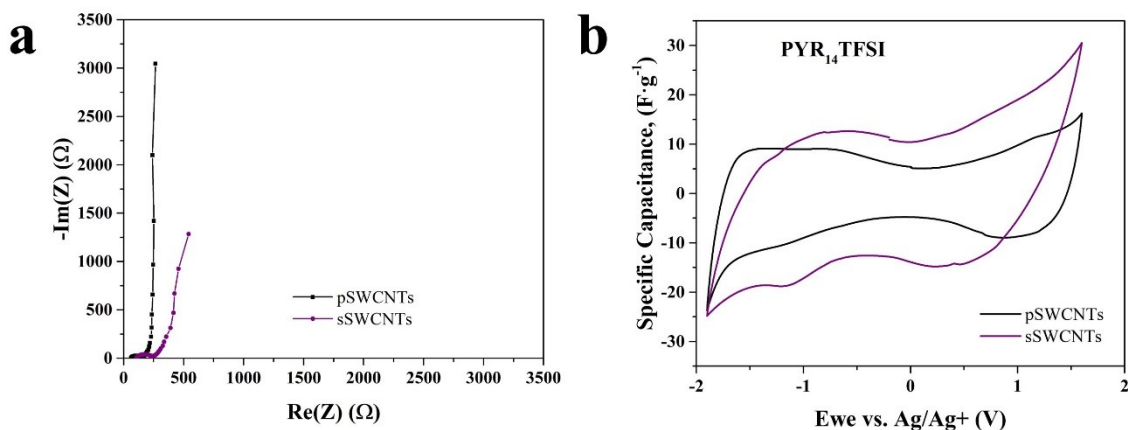 a
3500
3000
2500
2000
1500
1000
500
0
-Im(Z) (Ω)
pSWCNTs
sSWCNTs
0 500 1000 1500 2000 2500 3000 3500
Re(Z) (Ω)
b
PYR₁₄TFSI
30
20
10
0
-10
-20
-30
Specific Capacitance, (F·g⁻¹)
pSWCNTs
sSWCNTs
-2 -1 0 1 2
Ewe vs. Ag/Ag+ (V)